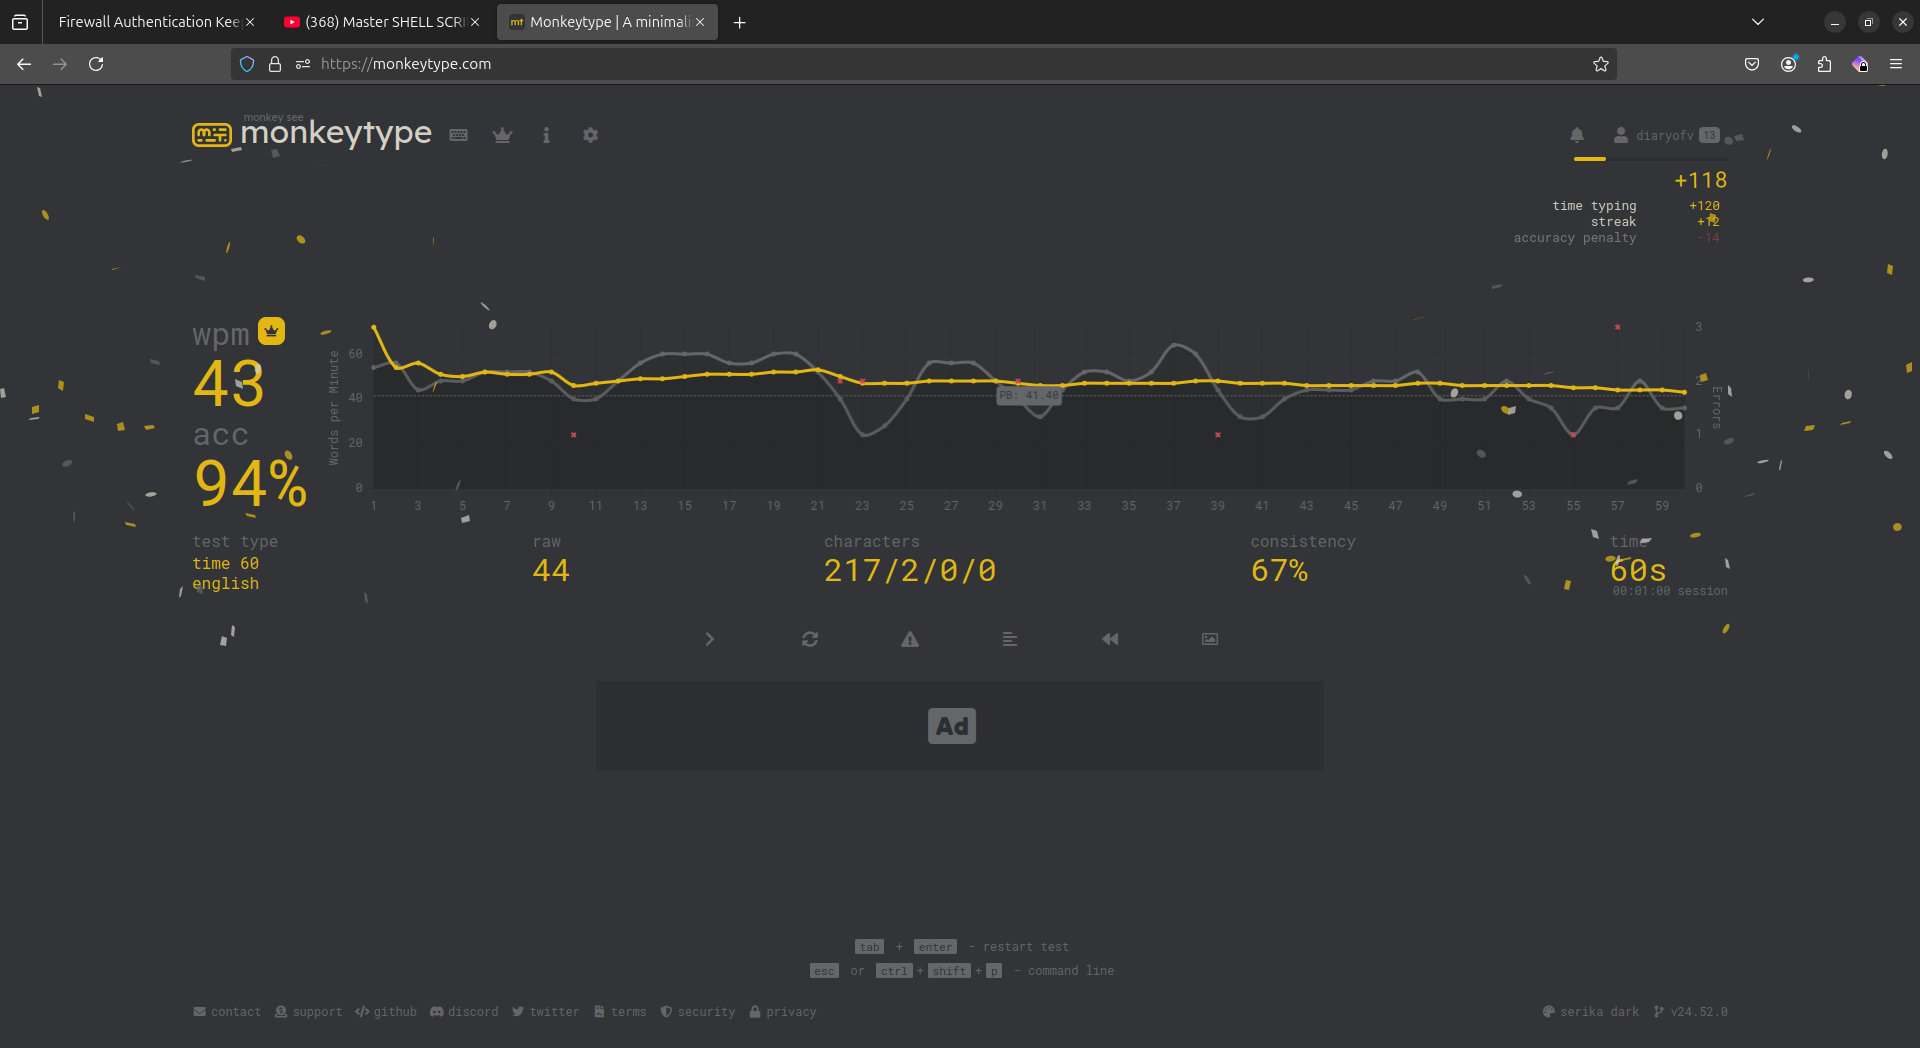 Firewall Authentication Kee
(368) Master SHELL SCRI
Monkeytype | A minimali
https://monkeytype.com
monkey see
monkeytype
diaryofv 13
+118
time typing +120
streak +12
accuracy penalty -14
wpm
43
acc
94%
Words per Minute
60
40
20
0
PB: 41.40
3
2
1
0
Errors
1 3 5 7 9 11 13 15 17 19 21 23 25 27 29 31 33 35 37 39 41 43 45 47 49 51 53 55 57 59
test type
time 60
english
raw
44
characters
217/2/0/0
consistency
67%
time
60s
00:01:00 session
Ad
tab + enter - restart test
esc or ctrl + shift + p - command line
contact support github discord twitter terms security privacy
serika dark v24.52.0